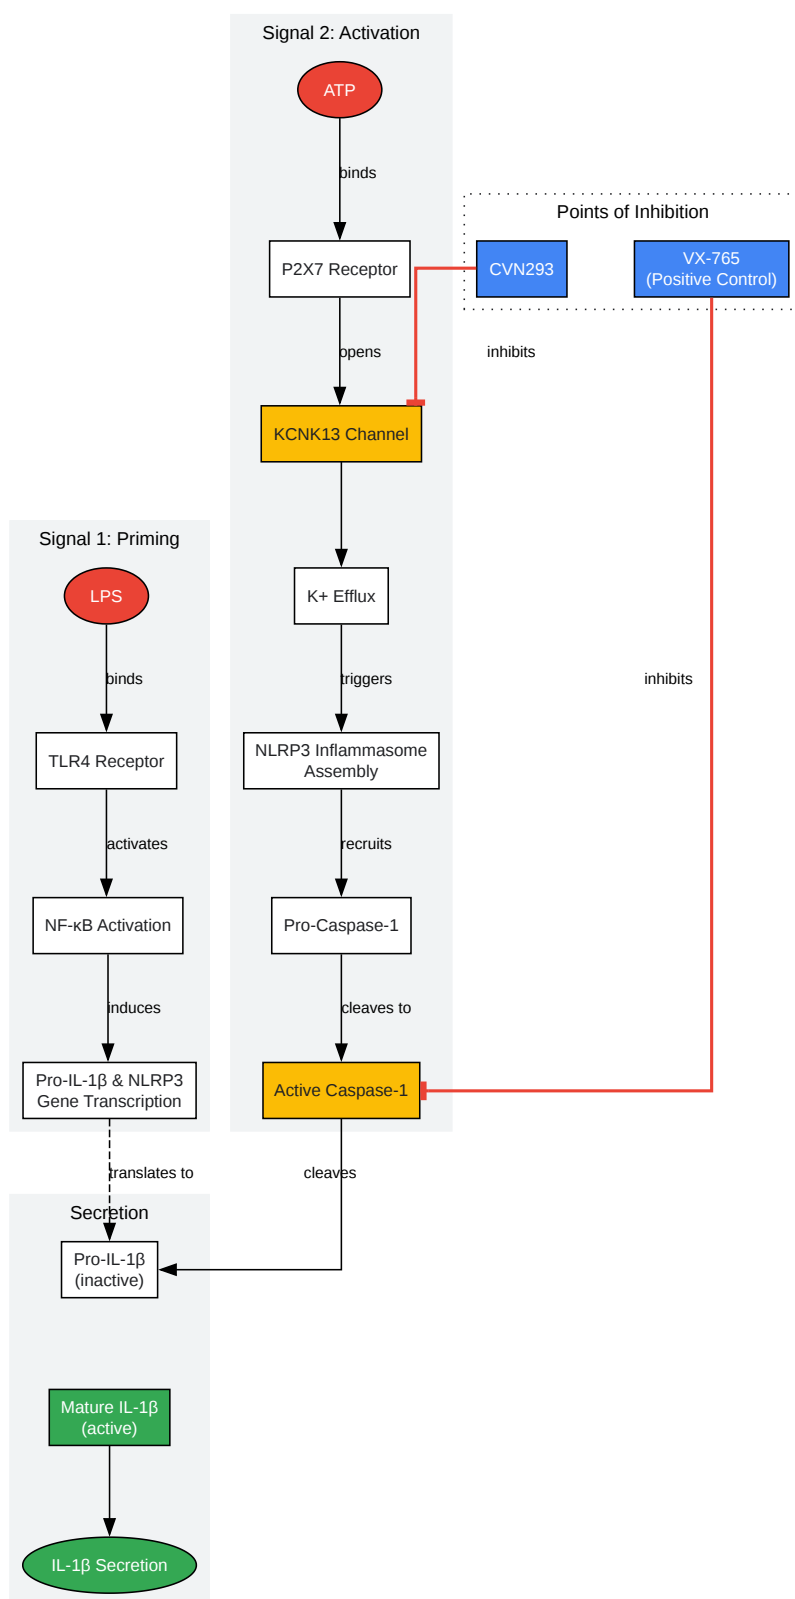 Signal 2: Activation
ATP
binds
Points of Inhibition
P2X7 Receptor
CVN293
VX-765
(Positive Control)
opens
inhibits
KCNK13 Channel
Signal 1: Priming
LPS
K+ Efflux
binds
triggers
inhibits
TLR4 Receptor
NLRP3 Inflammasome
Assembly
activates
recruits
NF-κB Activation
Pro-Caspase-1
induces
cleaves to
Pro-IL-1β & NLRP3
Gene Transcription
Active Caspase-1
translates to
cleaves
Secretion
Pro-IL-1β
(inactive)
Mature IL-1β
(active)
IL-1β Secretion